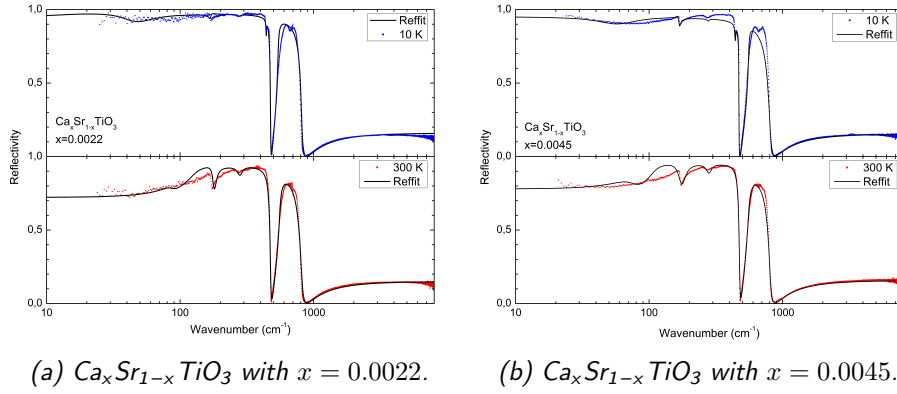 1,0
0,5
1,0
0,5
0,0
Reflectivity
Reffit
10 K
CaxSr1-xTiO3
x=0.0022
300 K
Reffit
10 100 1000
Wavenumber (cm-1)
(a) CaxSr1−xTiO3 with x = 0.0022.
1,0
0,5
1,0
0,5
0,0
Reflectivity
10 K
Reffit
CaxSr1-xTiO3
x=0.0045
300 K
Reffit
10 100 1000
Wavenumber (cm-1)
(b) CaxSr1−xTiO3 with x = 0.0045.